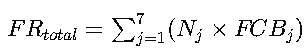 $FR_{total} = \sum_{j=1}^{7}(N_j \times FCB_j)$